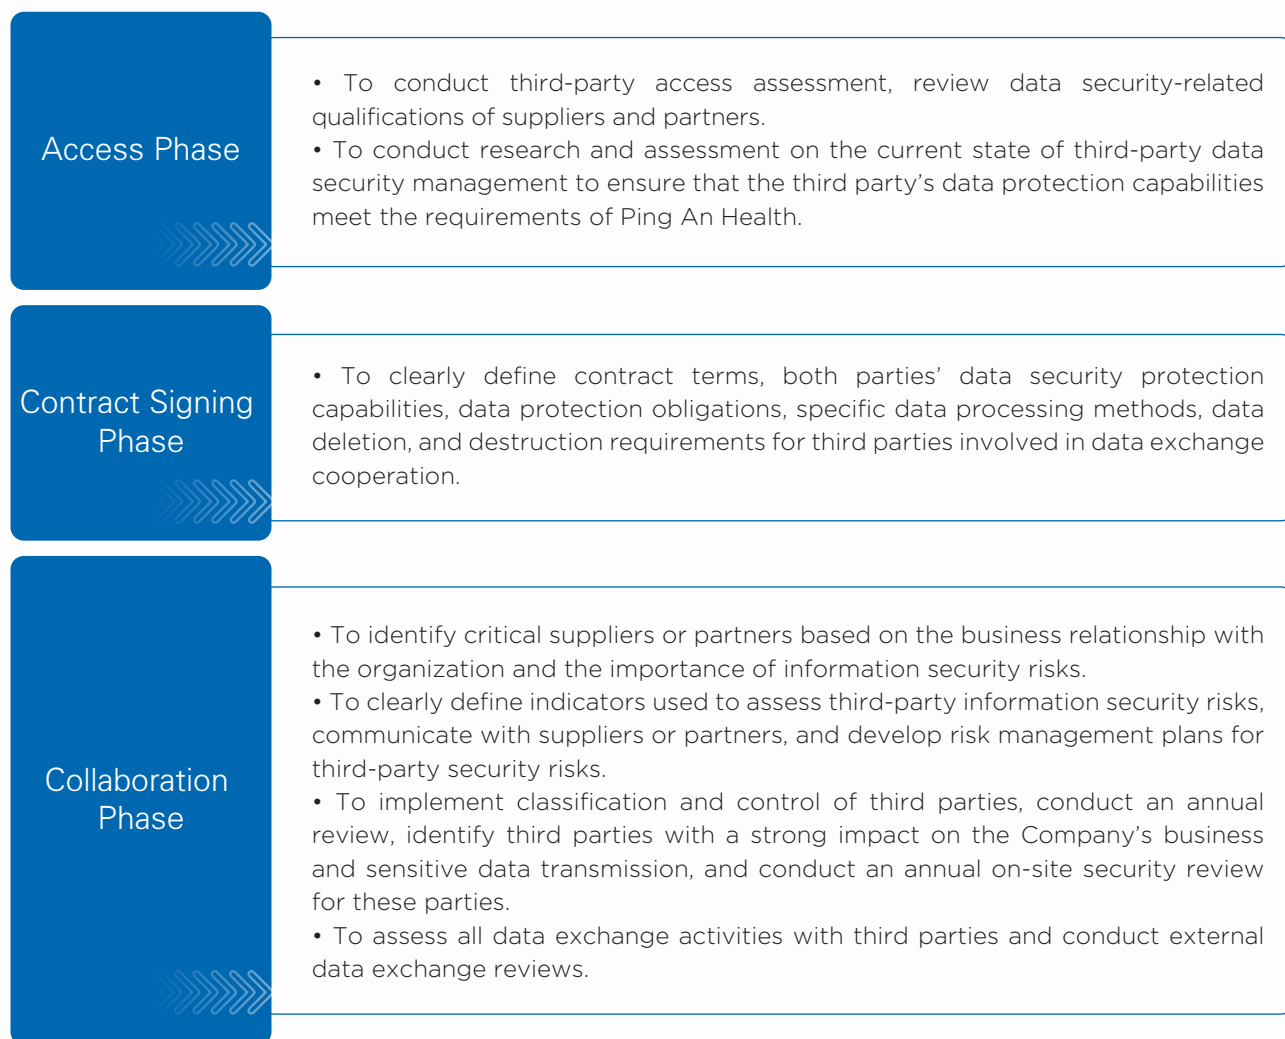 Access Phase
• To conduct third-party access assessment, review data security-related
qualifications of suppliers and partners.
• To conduct research and assessment on the current state of third-party data
security management to ensure that the third party’s data protection capabilities
meet the requirements of Ping An Health.
Contract Signing
Phase
• To clearly define contract terms, both parties’ data security protection
capabilities, data protection obligations, specific data processing methods, data
deletion, and destruction requirements for third parties involved in data exchange
cooperation.
Collaboration
Phase
• To identify critical suppliers or partners based on the business relationship with
the organization and the importance of information security risks.
• To clearly define indicators used to assess third-party information security risks,
communicate with suppliers or partners, and develop risk management plans for
third-party security risks.
• To implement classification and control of third parties, conduct an annual
review, identify third parties with a strong impact on the Company’s business
and sensitive data transmission, and conduct an annual on-site security review
for these parties.
• To assess all data exchange activities with third parties and conduct external
data exchange reviews.